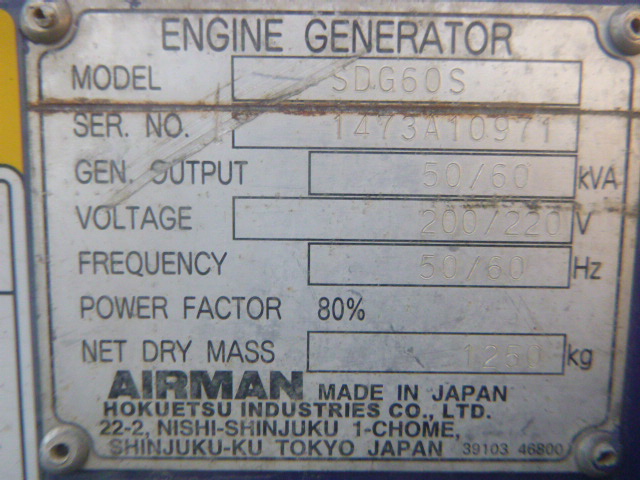 ENGINE GENERATOR
MODEL SDG60S
SER. NO. 1473A10971
GEN. OUTPUT 50/60 kVA
VOLTAGE 200/220 V
FREQUENCY 50/60 Hz
POWER FACTOR 80%
NET DRY MASS kg
AIRMAN MADE IN JAPAN
HOKUETSU INDUSTRIES CO., LTD.
22-2, NISHI-SHINJUKU 1-CHOME,
SHINJUKU-KU TOKYO JAPAN 39103 46800